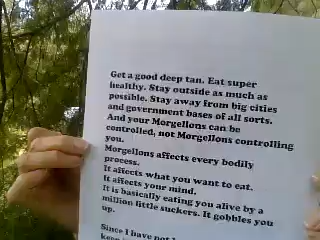 Get a good deep tan. Eat super
healthy. Stay outside as much as
possible. Stay away from big cities
and government bases of all sorts.
And your Morgellons can be
controlled, not Morgellons controlling
you.
Morgellons affects every bodily
process.
It affects what you want to eat.
It affects your mind.
It is basically eating you alive by a
million little suckers. It gobbles you
up.
Since I have not